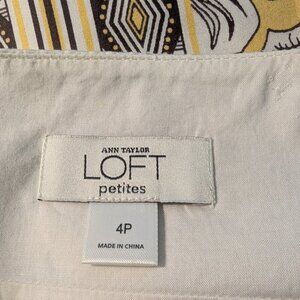 ANN TAYLOR
LOFT
petites
4P
MADE IN CHINA